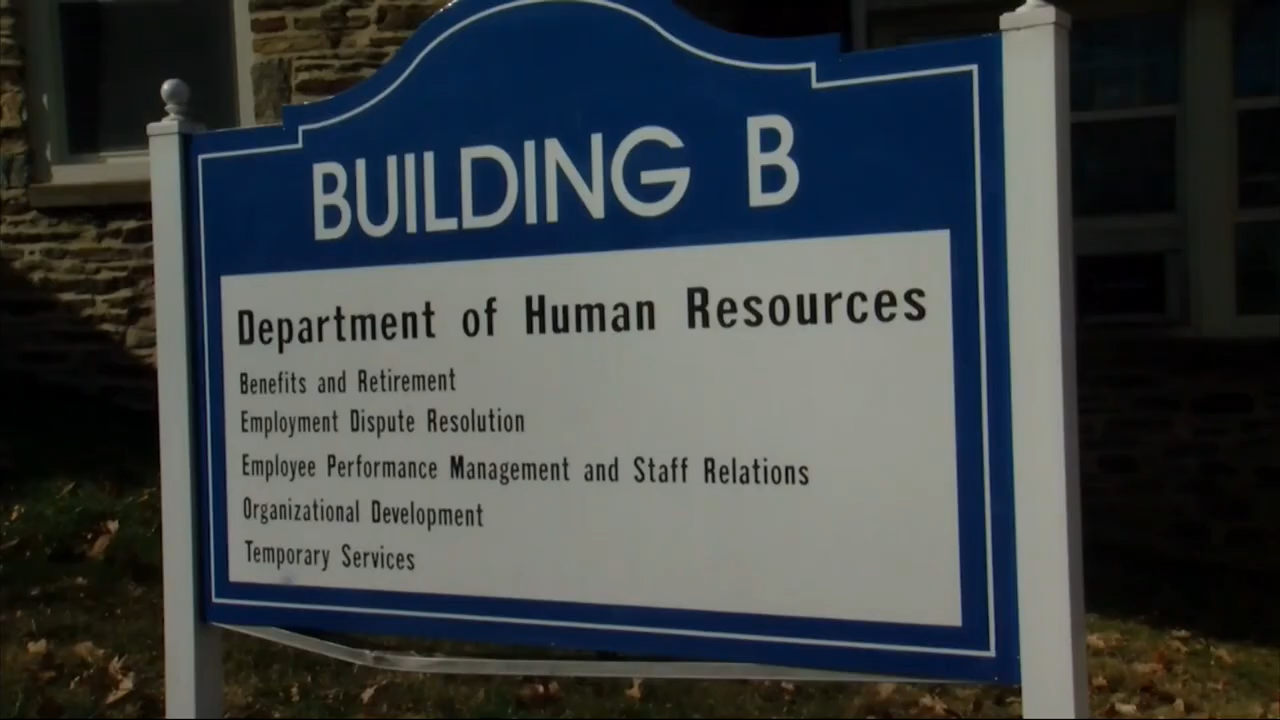 BUILDING B
Department of Human Resources
Benefits and Retirement
Employment Dispute Resolution
Employee Performance Management and Staff Relations
Organizational Development
Temporary Services